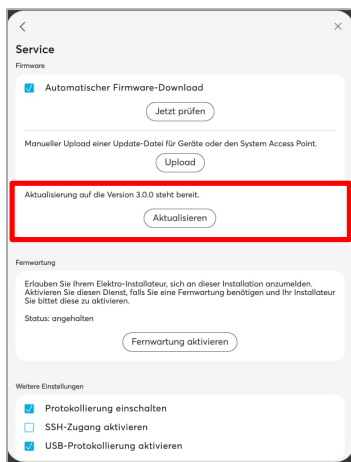 Service
Firmware
Automatischer Firmware-Download
Jetzt prüfen
Manueller Upload einer Update-Datei für Geräte oder den System Access Point.
Upload
Aktualisierung auf die Version 3.0.0 steht bereit.
Aktualisieren
Fernwartung
Erlauben Sie Ihrem Elektro-Installateur, sich an dieser Installation anzumelden.
Aktivieren Sie diesen Dienst, falls Sie eine Fernwartung benötigen und Ihr Installateur
Sie bittet diese zu aktivieren.
Status: angehalten
Fernwartung aktivieren
Weitere Einstellungen
Protokollierung einschalten
SSH-Zugang aktivieren
USB-Protokollierung aktivieren